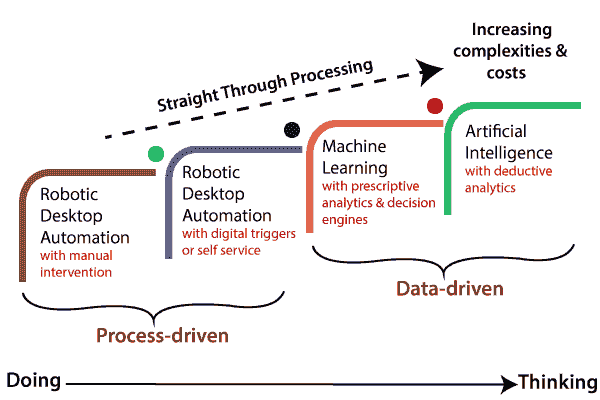 Increasing
complexities &
costs
Straight Through Processing
Robotic
Desktop
Automation
with manual
intervention
Robotic
Desktop
Automation
with digital triggers
or self service
Machine
Learning
with prescriptive
analytics & decision
engines
Artificial
Intelligence
with deductive
analytics
Process-driven
Data-driven
Doing
Thinking